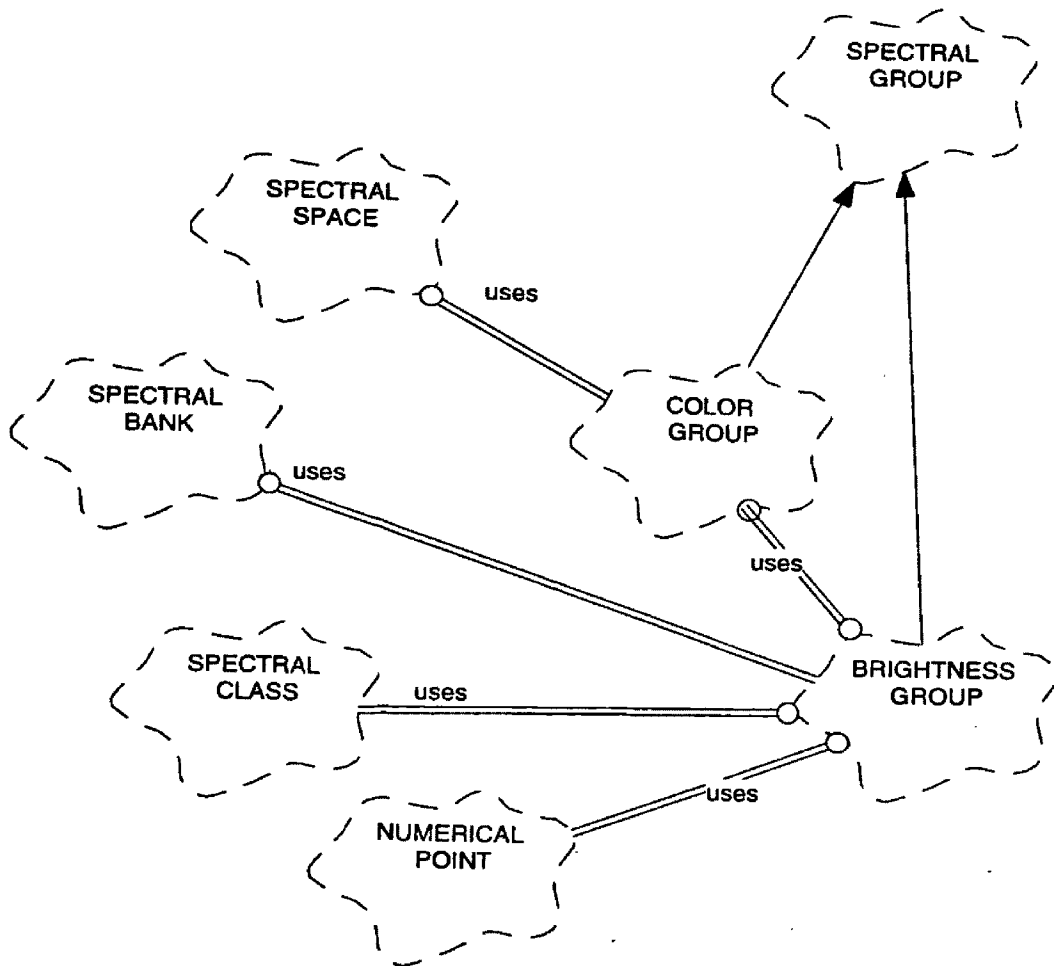 SPECTRAL
GROUP
SPECTRAL
SPACE
uses
SPECTRAL
BANK
COLOR
GROUP
uses
uses
SPECTRAL
CLASS
uses
BRIGHTNESS
GROUP
uses
NUMERICAL
POINT